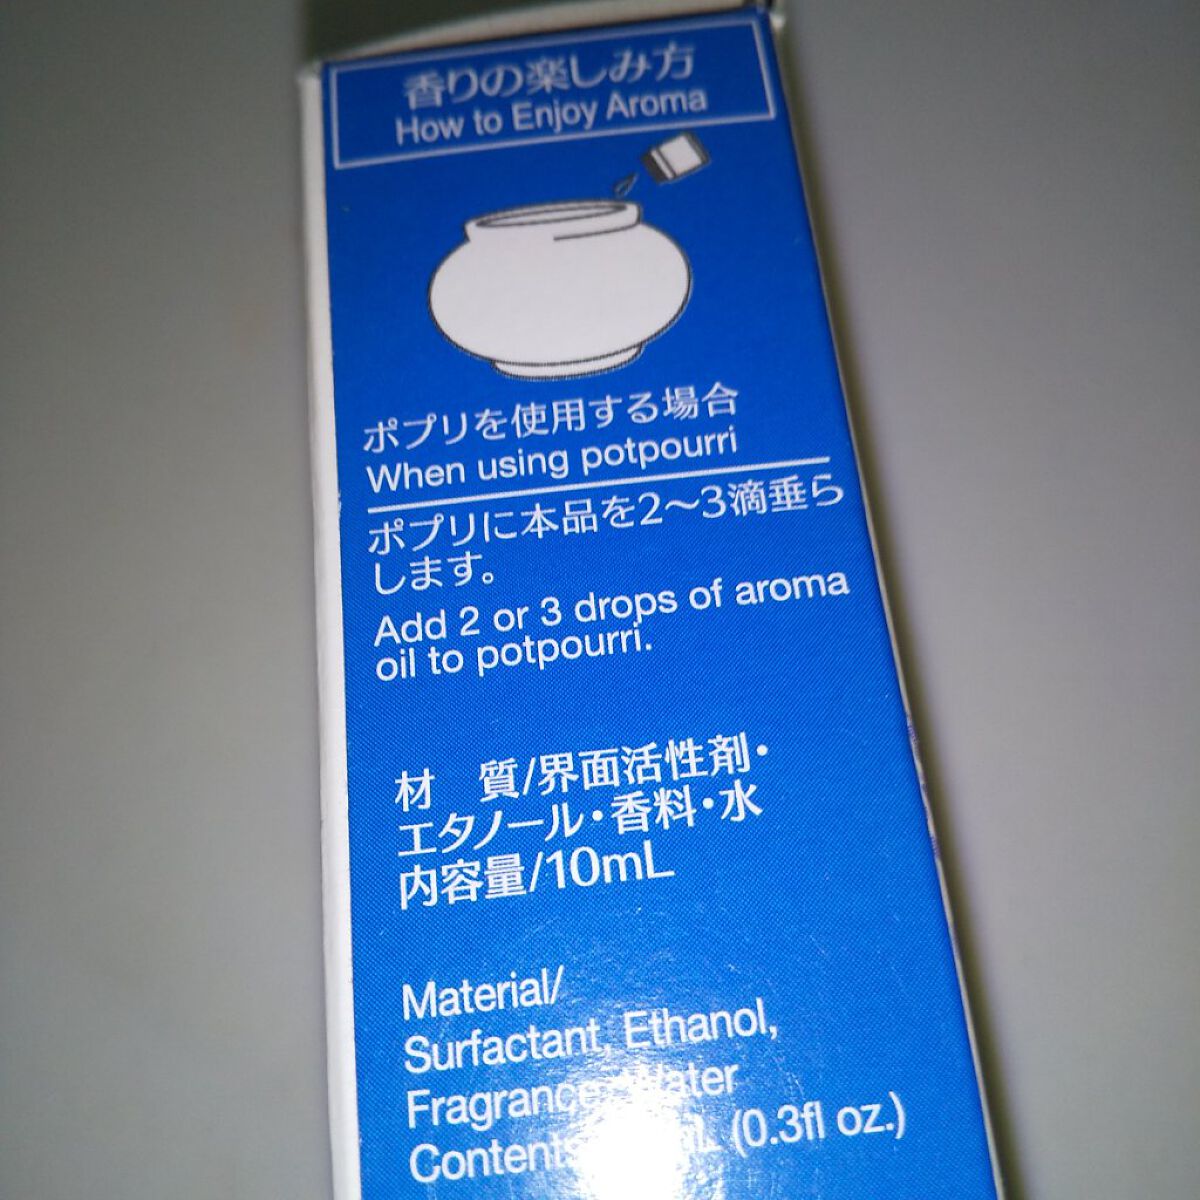 香りの楽しみ方
How to Enjoy Aroma
ポプリを使用する場合
When using potpourri
ポプリに本品を2〜3滴垂ら
します。
Add 2 or 3 drops of aroma
oil to potpourri.
材　質/界面活性剤・
エタノール・香料・水
内容量/10mL
Material/
Surfactant, Ethanol,
Fragrance, Water
(0.3fl oz.)